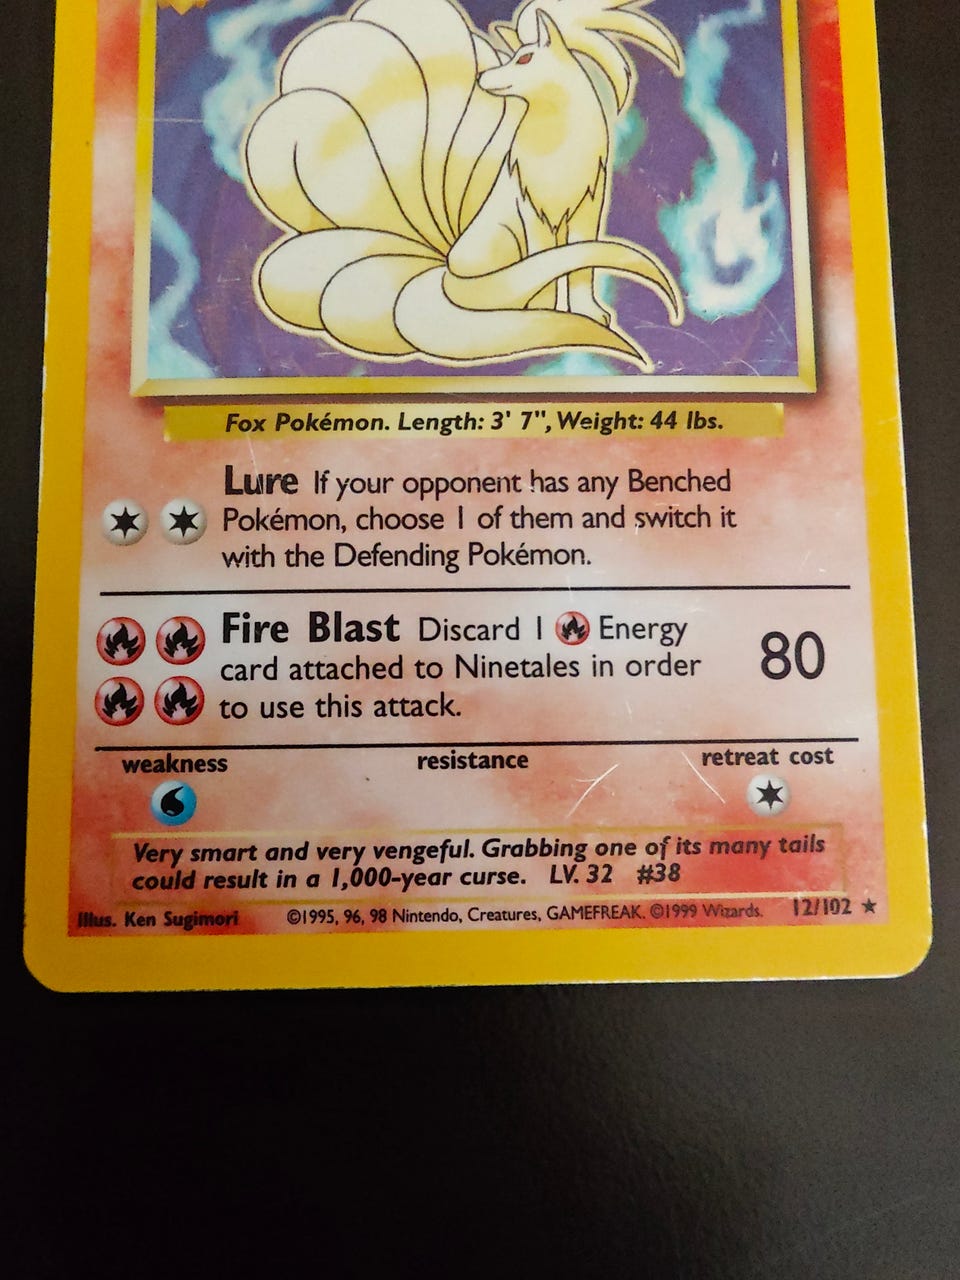 Fox Pokémon. Length: 3' 7", Weight: 44 lbs.
Lure If your opponent has any Benched
Pokémon, choose 1 of them and switch it
with the Defending Pokémon.
Fire Blast Discard 1 Energy
card attached to Ninetales in order
to use this attack.
80
weakness resistance retreat cost
Very smart and very vengeful. Grabbing one of its many tails
could result in a 1,000-year curse. LV. 32 #38
Illus. Ken Sugimori ©1995, 96, 98 Nintendo, Creatures, GAMEFREAK. ©1999 Wizards. 12/102 ★